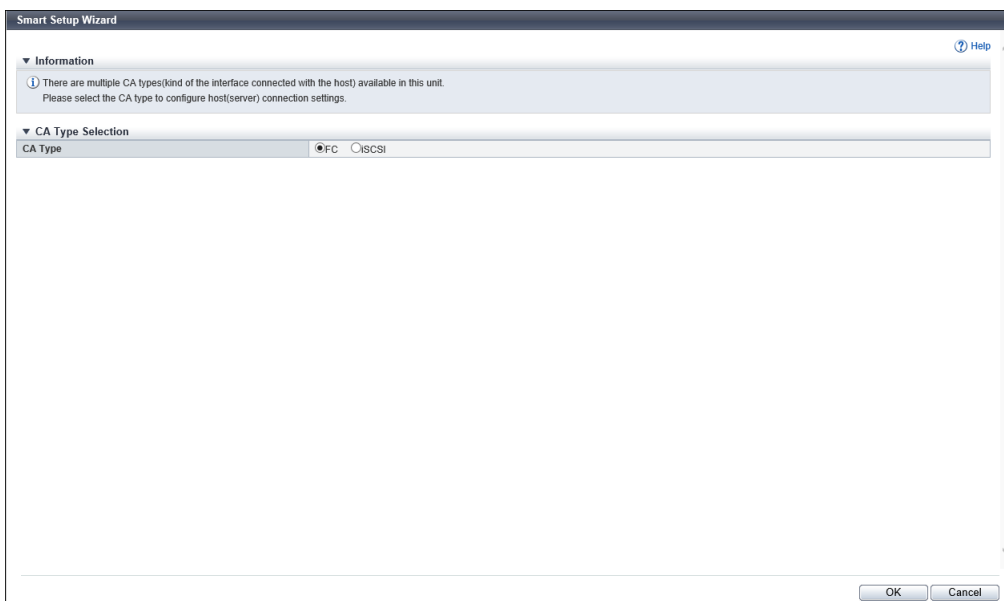 Smart Setup Wizard
Help
Information
There are multiple CA types(kind of the interface connected with the host) available in this unit.
Please select the CA type to configure host(server) connection settings.
CA Type Selection
CA Type FC iSCSI
OK Cancel